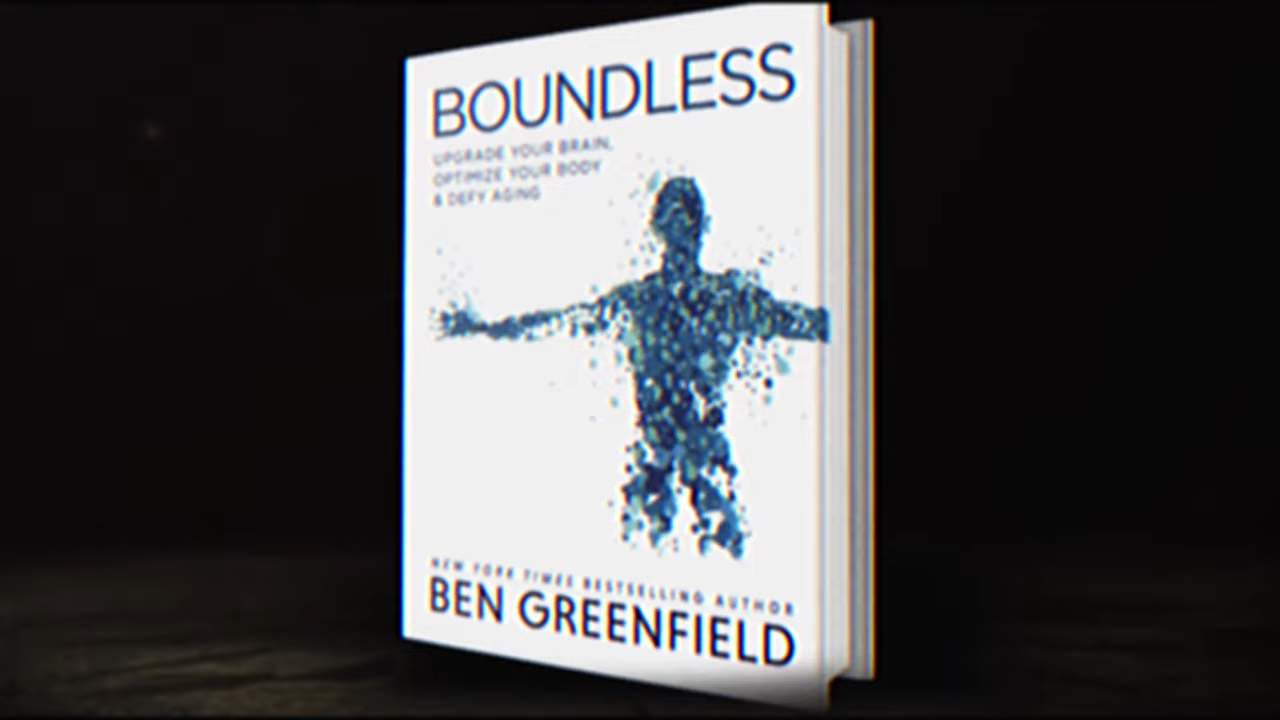 BOUNDLESS
UPGRADE YOUR BRAIN,
OPTIMIZE YOUR BODY
& DEFY AGING
NEW YORK TIMES BESTSELLING AUTHOR
BEN GREENFIELD